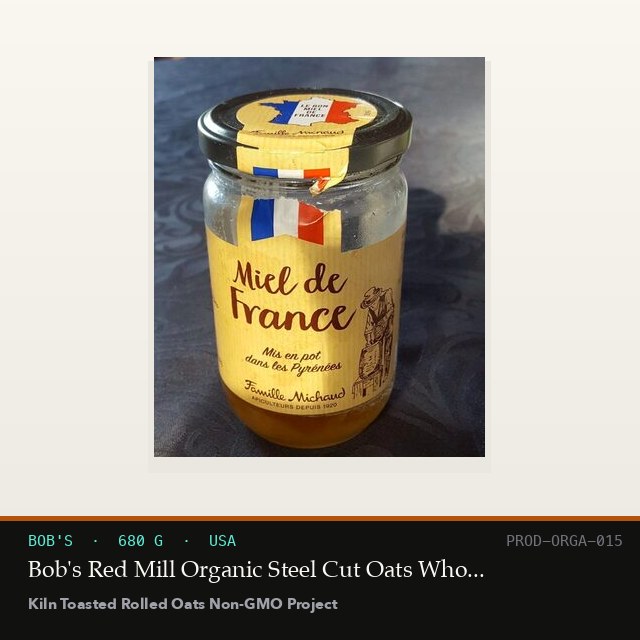 LE BON
MIEL
DE
FRANCE
Famille Michaud
Miel de
France
Mis en pot
dans les Pyrénées
Famille Michaud
APICULTEURS DEPUIS 1920
BOB'S · 680 G · USA
PROD-ORGA-015
Bob's Red Mill Organic Steel Cut Oats Who...
Kiln Toasted Rolled Oats Non-GMO Project